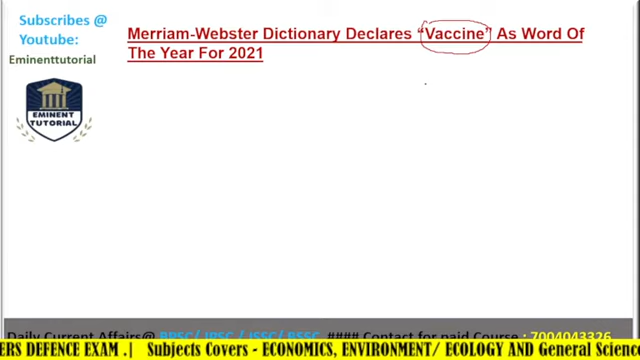 Subscribes @
Youtube:
Eminenttutorial
EMINENT
TUTORIAL
Merriam-Webster Dictionary Declares “Vaccine” As Word Of
The Year For 2021
Daily Current Affairs@ BPSC/ JPSC / JSSC/ BSSC #### Contact for paid Course : 7004043326
ERS DEFENCE EXAM .| Subjects Covers - ECONOMICS, ENVIRONMENT/ ECOLOGY AND General Scienc